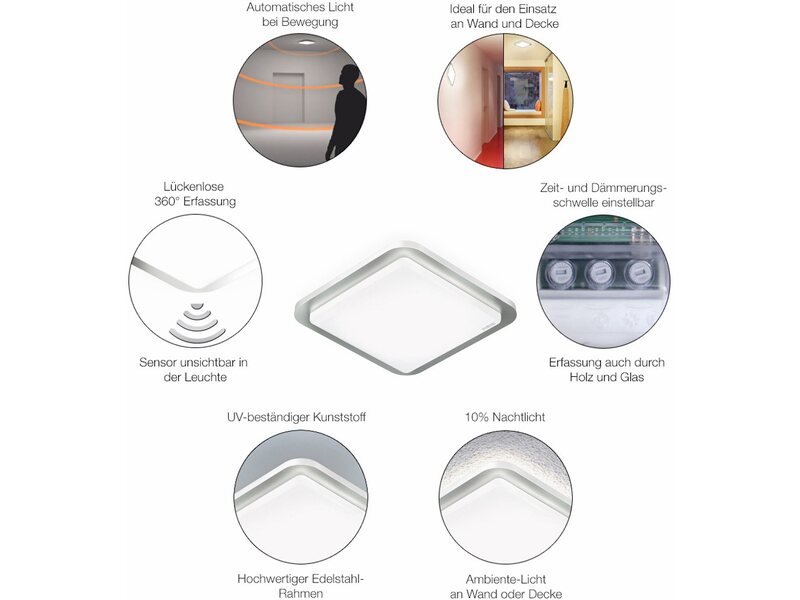 Automatisches Licht
bei Bewegung
Ideal für den Einsatz
an Wand und Decke
Lückenlose
360° Erfassung
Zeit- und Dämmerungs-
schwelle einstellbar
Sensor unsichtbar in
der Leuchte
Erfassung auch durch
Holz und Glas
UV-beständiger Kunststoff
10% Nachtlicht
Hochwertiger Edelstahl-
Rahmen
Ambiente-Licht
an Wand oder Decke